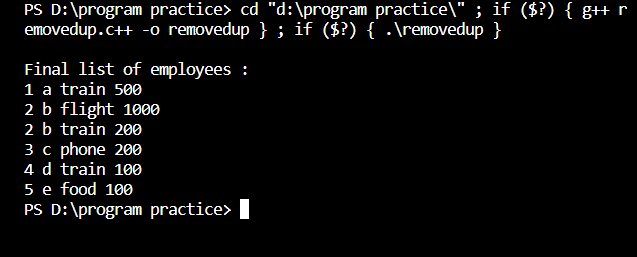 PS D:\program practice> cd "d:\program practice\" ; if ($?) { g++ r
emovedup.c++ -o removedup } ; if ($?) { .\removedup }
Final list of employees :
1 a train 500
2 b flight 1000
2 b train 200
3 c phone 200
4 d train 100
5 e food 100
PS D:\program practice>